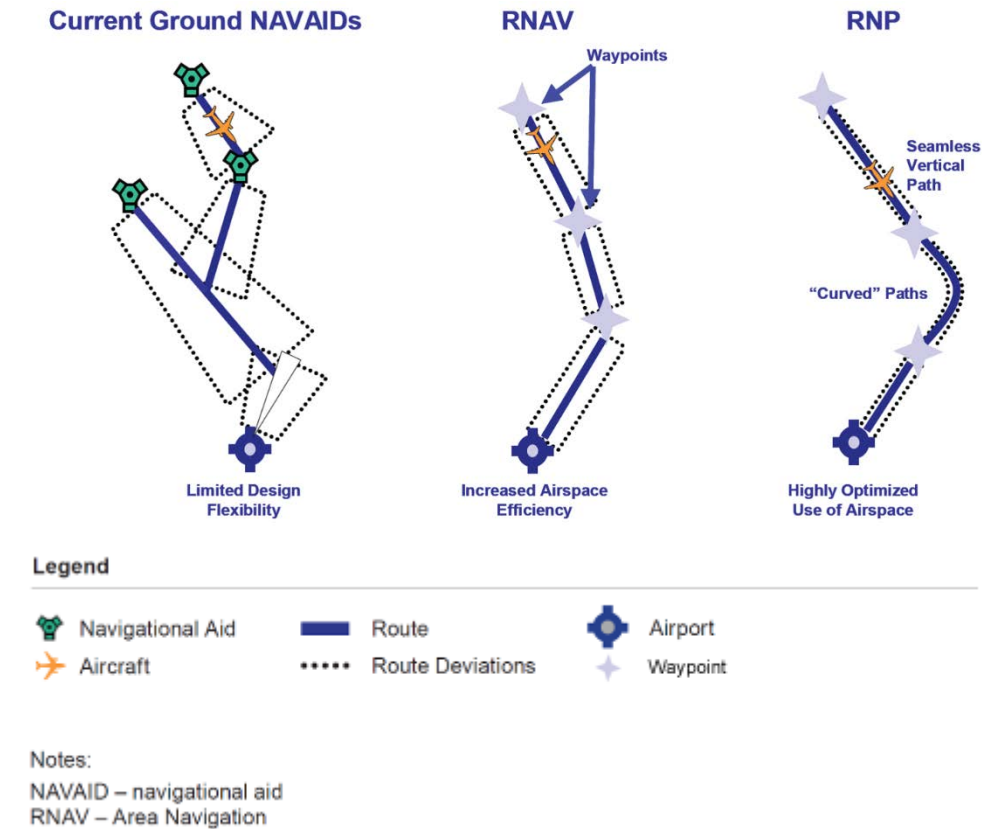 Current Ground NAVAIDs
RNAV
RNP
Waypoints
Seamless
Vertical
Path
“Curved” Paths
Limited Design
Flexibility
Increased Airspace
Efficiency
Highly Optimized
Use of Airspace
Legend
Navigational Aid
Route
Airport
Aircraft
Route Deviations
Waypoint
Notes:
NAVAID – navigational aid
RNAV – Area Navigation